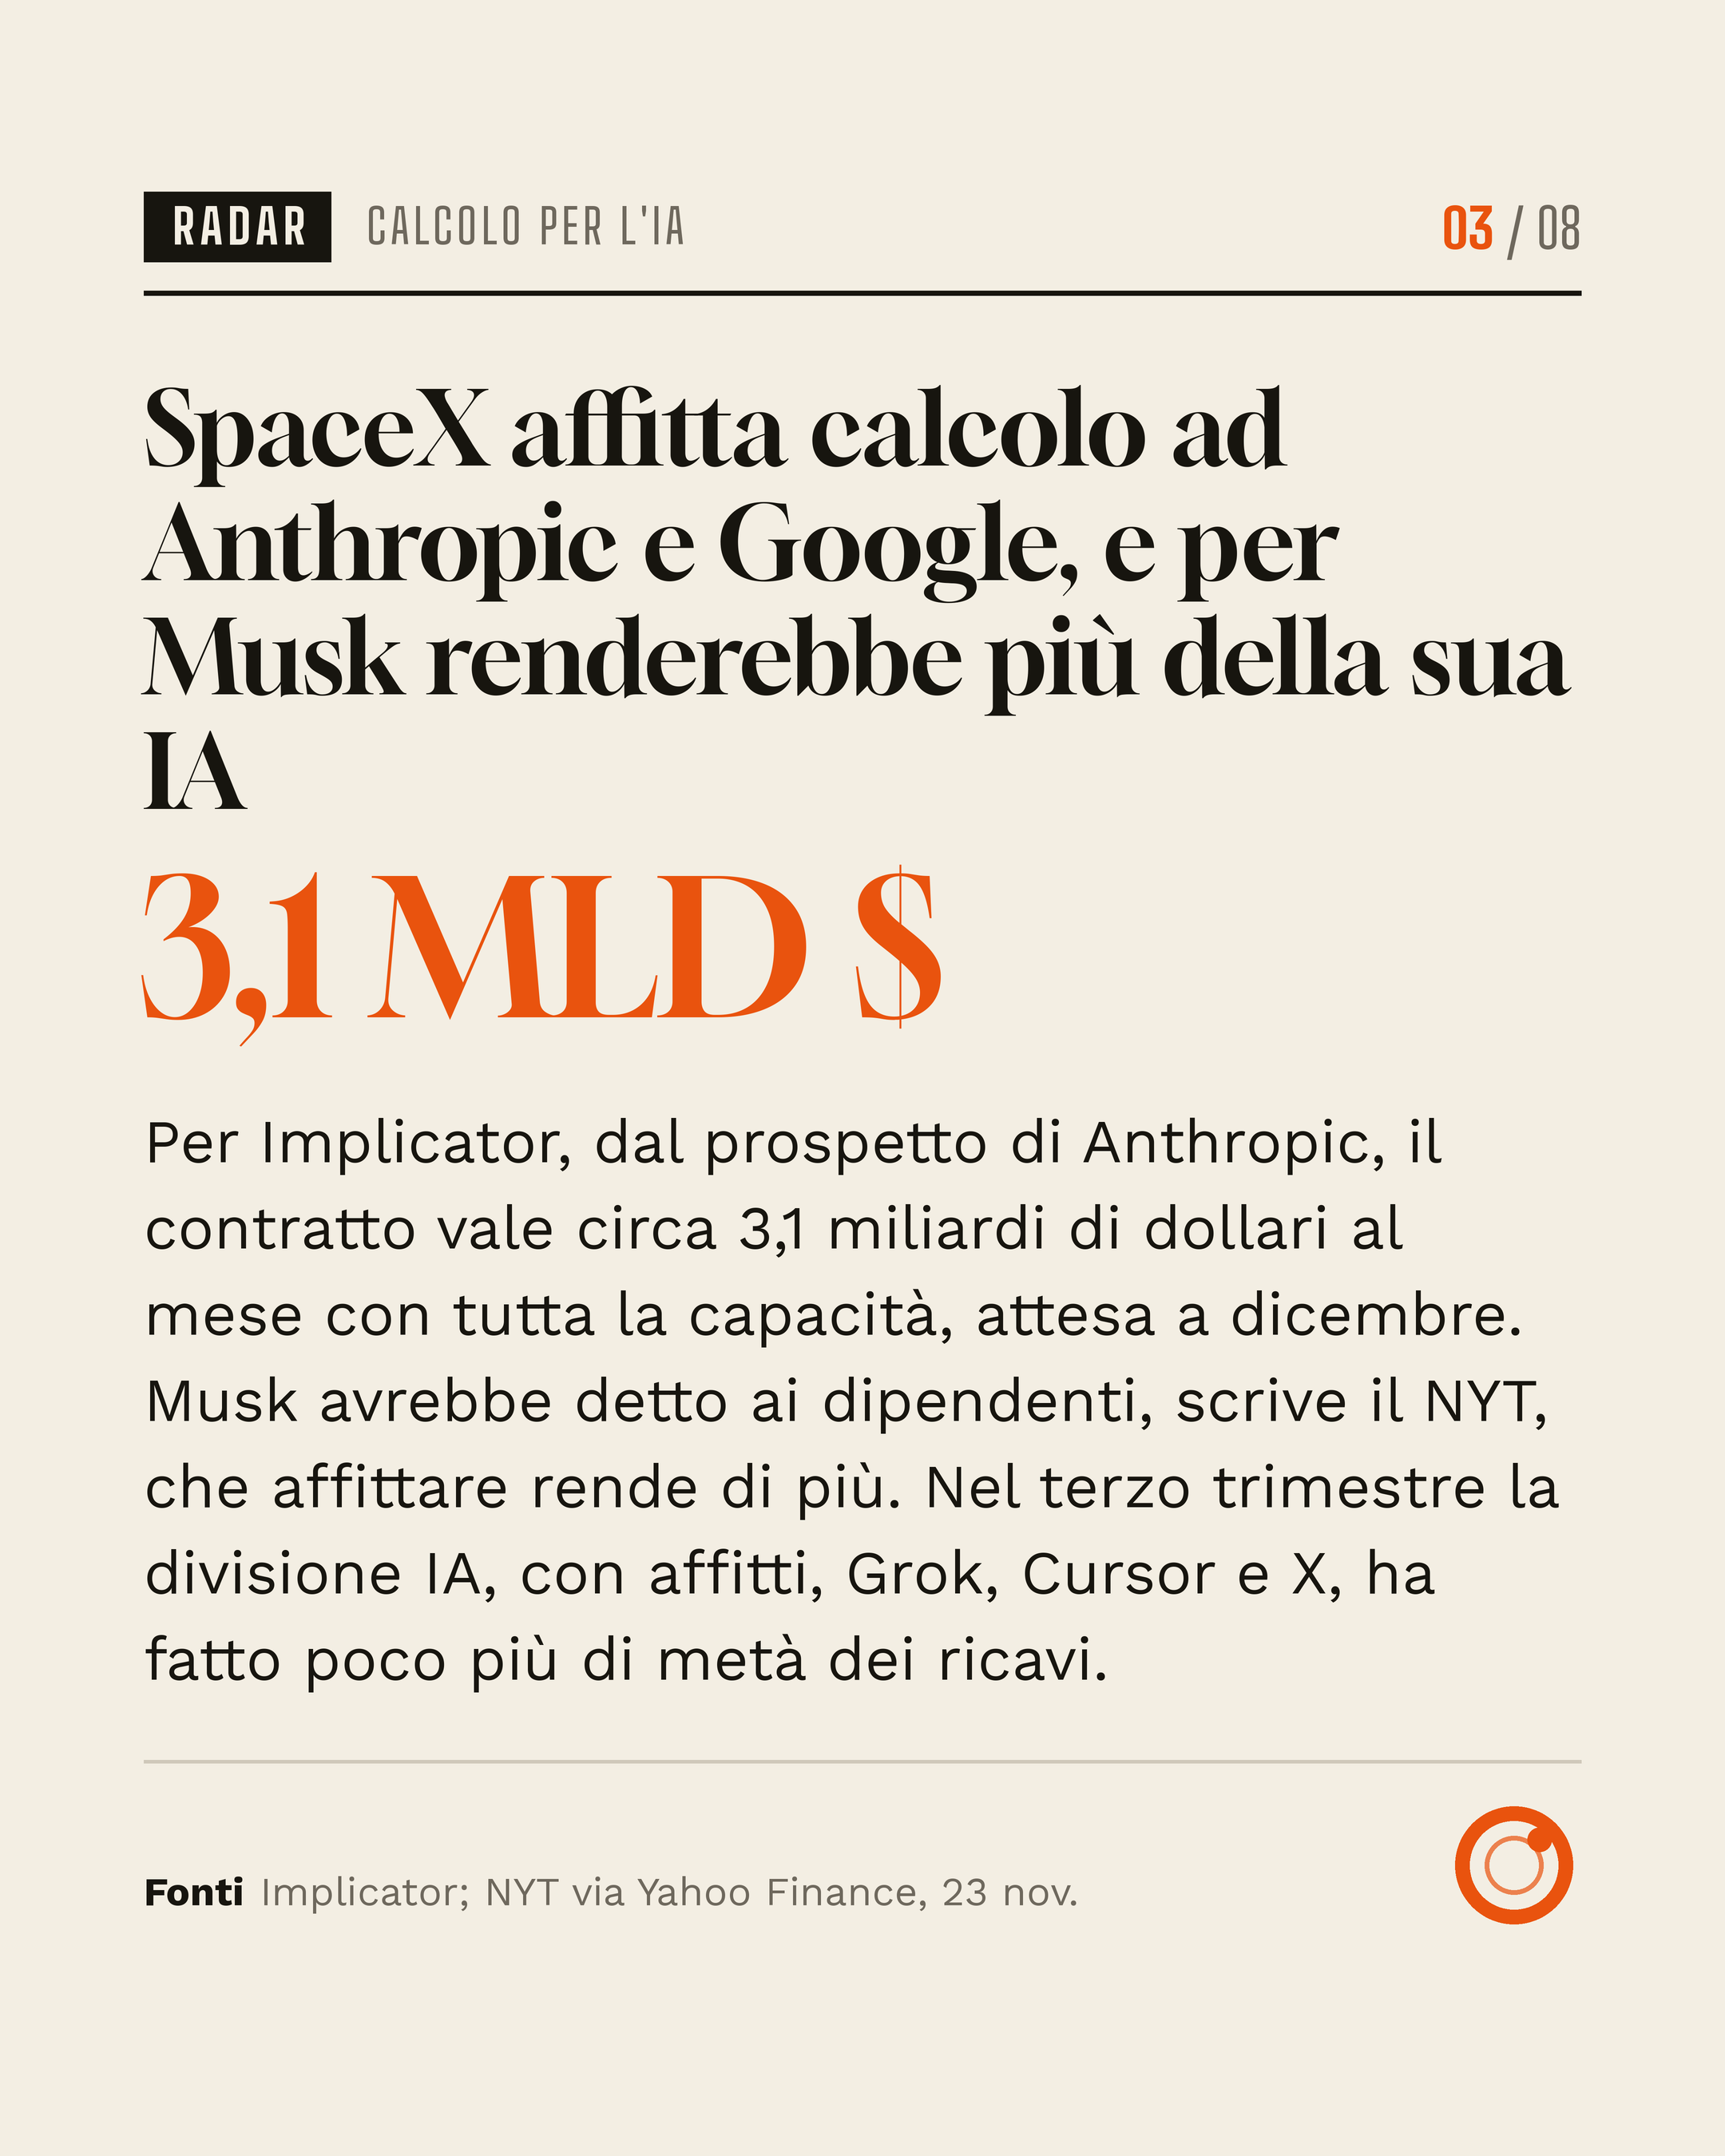 RADAR CALCOLO PER L'IA 03 / 08
SpaceX affitta calcolo ad
Anthropic e Google, e per
Musk renderebbe più della sua
IA
3,1 MLD $
Per Implicator, dal prospetto di Anthropic, il
contratto vale circa 3,1 miliardi di dollari al
mese con tutta la capacità, attesa a dicembre.
Musk avrebbe detto ai dipendenti, scrive il NYT,
che affittare rende di più. Nel terzo trimestre la
divisione IA, con affitti, Grok, Cursor e X, ha
fatto poco più di metà dei ricavi.
Fonti Implicator; NYT via Yahoo Finance, 23 nov.